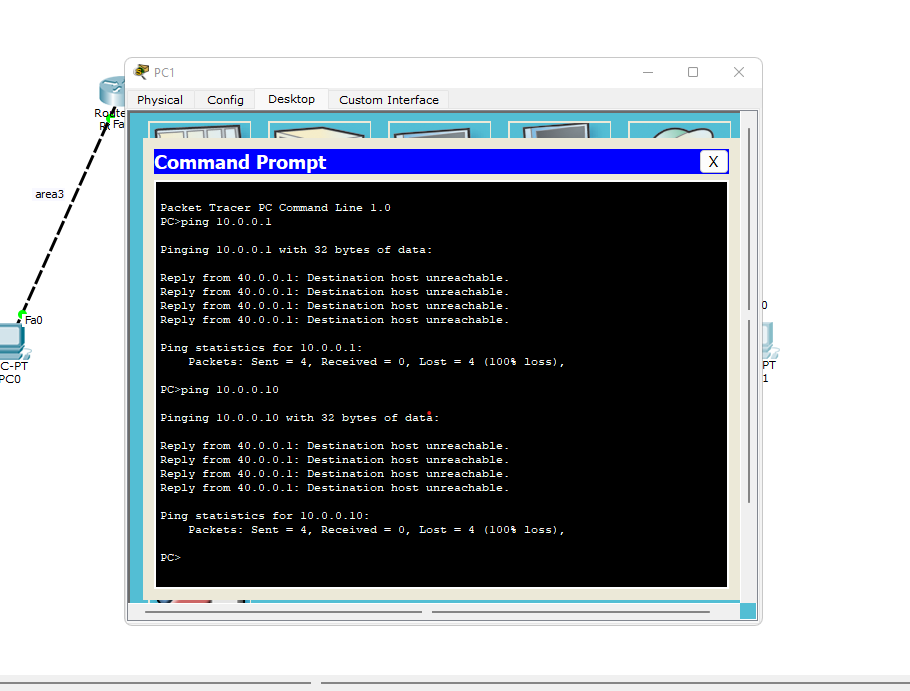 PC1
Physical Config Desktop Custom Interface
Route
Fa
area3
Fa0
C-PT
PC0
Command Prompt
X
Packet Tracer PC Command Line 1.0
PC>ping 10.0.0.1
Pinging 10.0.0.1 with 32 bytes of data:
Reply from 40.0.0.1: Destination host unreachable.
Reply from 40.0.0.1: Destination host unreachable.
Reply from 40.0.0.1: Destination host unreachable.
Reply from 40.0.0.1: Destination host unreachable.
Ping statistics for 10.0.0.1:
Packets: Sent = 4, Received = 0, Lost = 4 (100% loss),
PC>ping 10.0.0.10
Pinging 10.0.0.10 with 32 bytes of data:
Reply from 40.0.0.1: Destination host unreachable.
Reply from 40.0.0.1: Destination host unreachable.
Reply from 40.0.0.1: Destination host unreachable.
Reply from 40.0.0.1: Destination host unreachable.
Ping statistics for 10.0.0.10:
Packets: Sent = 4, Received = 0, Lost = 4 (100% loss),
PC>
0
PT
1